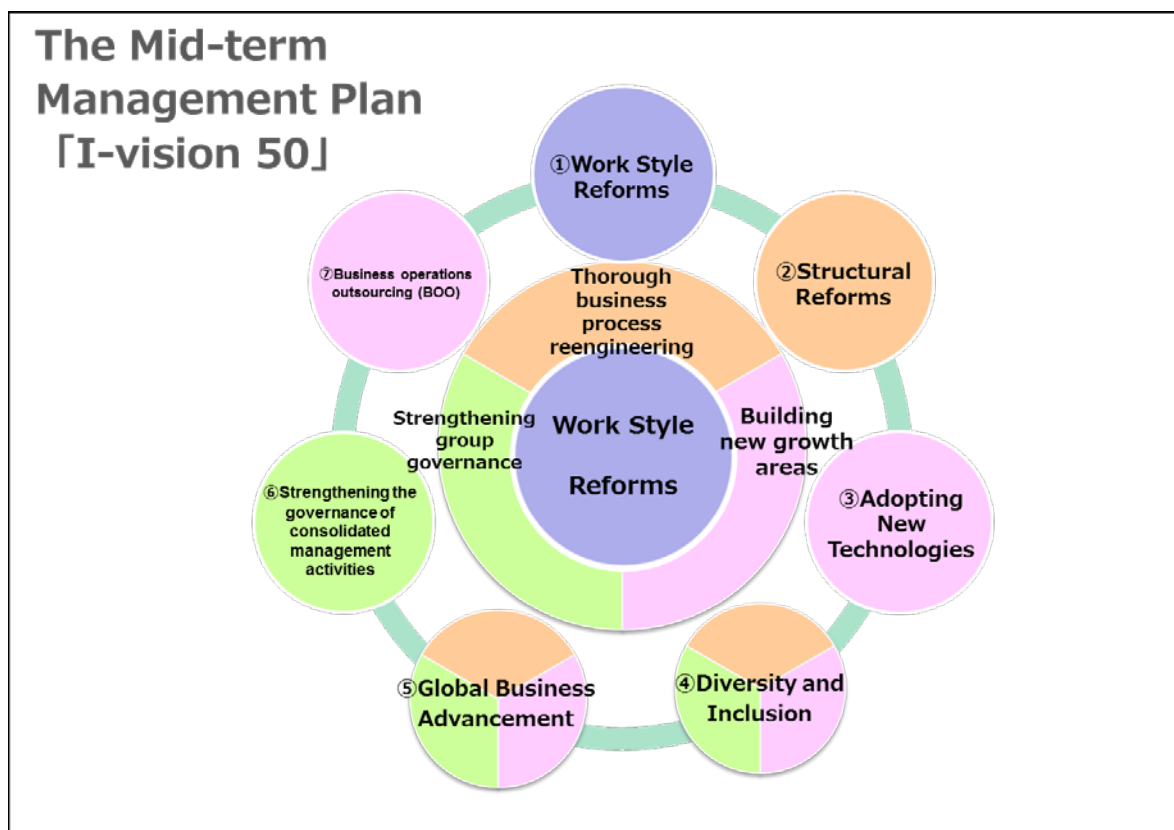 The Mid-term
Management Plan
「I-vision 50」
①Work Style
Reforms
②Structural
Reforms
③Adopting
New
Technologies
④Diversity and
Inclusion
⑤Global Business
Advancement
⑥Strengthening the
governance of
consolidated
management
activities
⑦Business operations
outsourcing (BOO)
Thorough
business
process
reengineering
Building
new growth
areas
Strengthening
group
governance
Work Style
Reforms